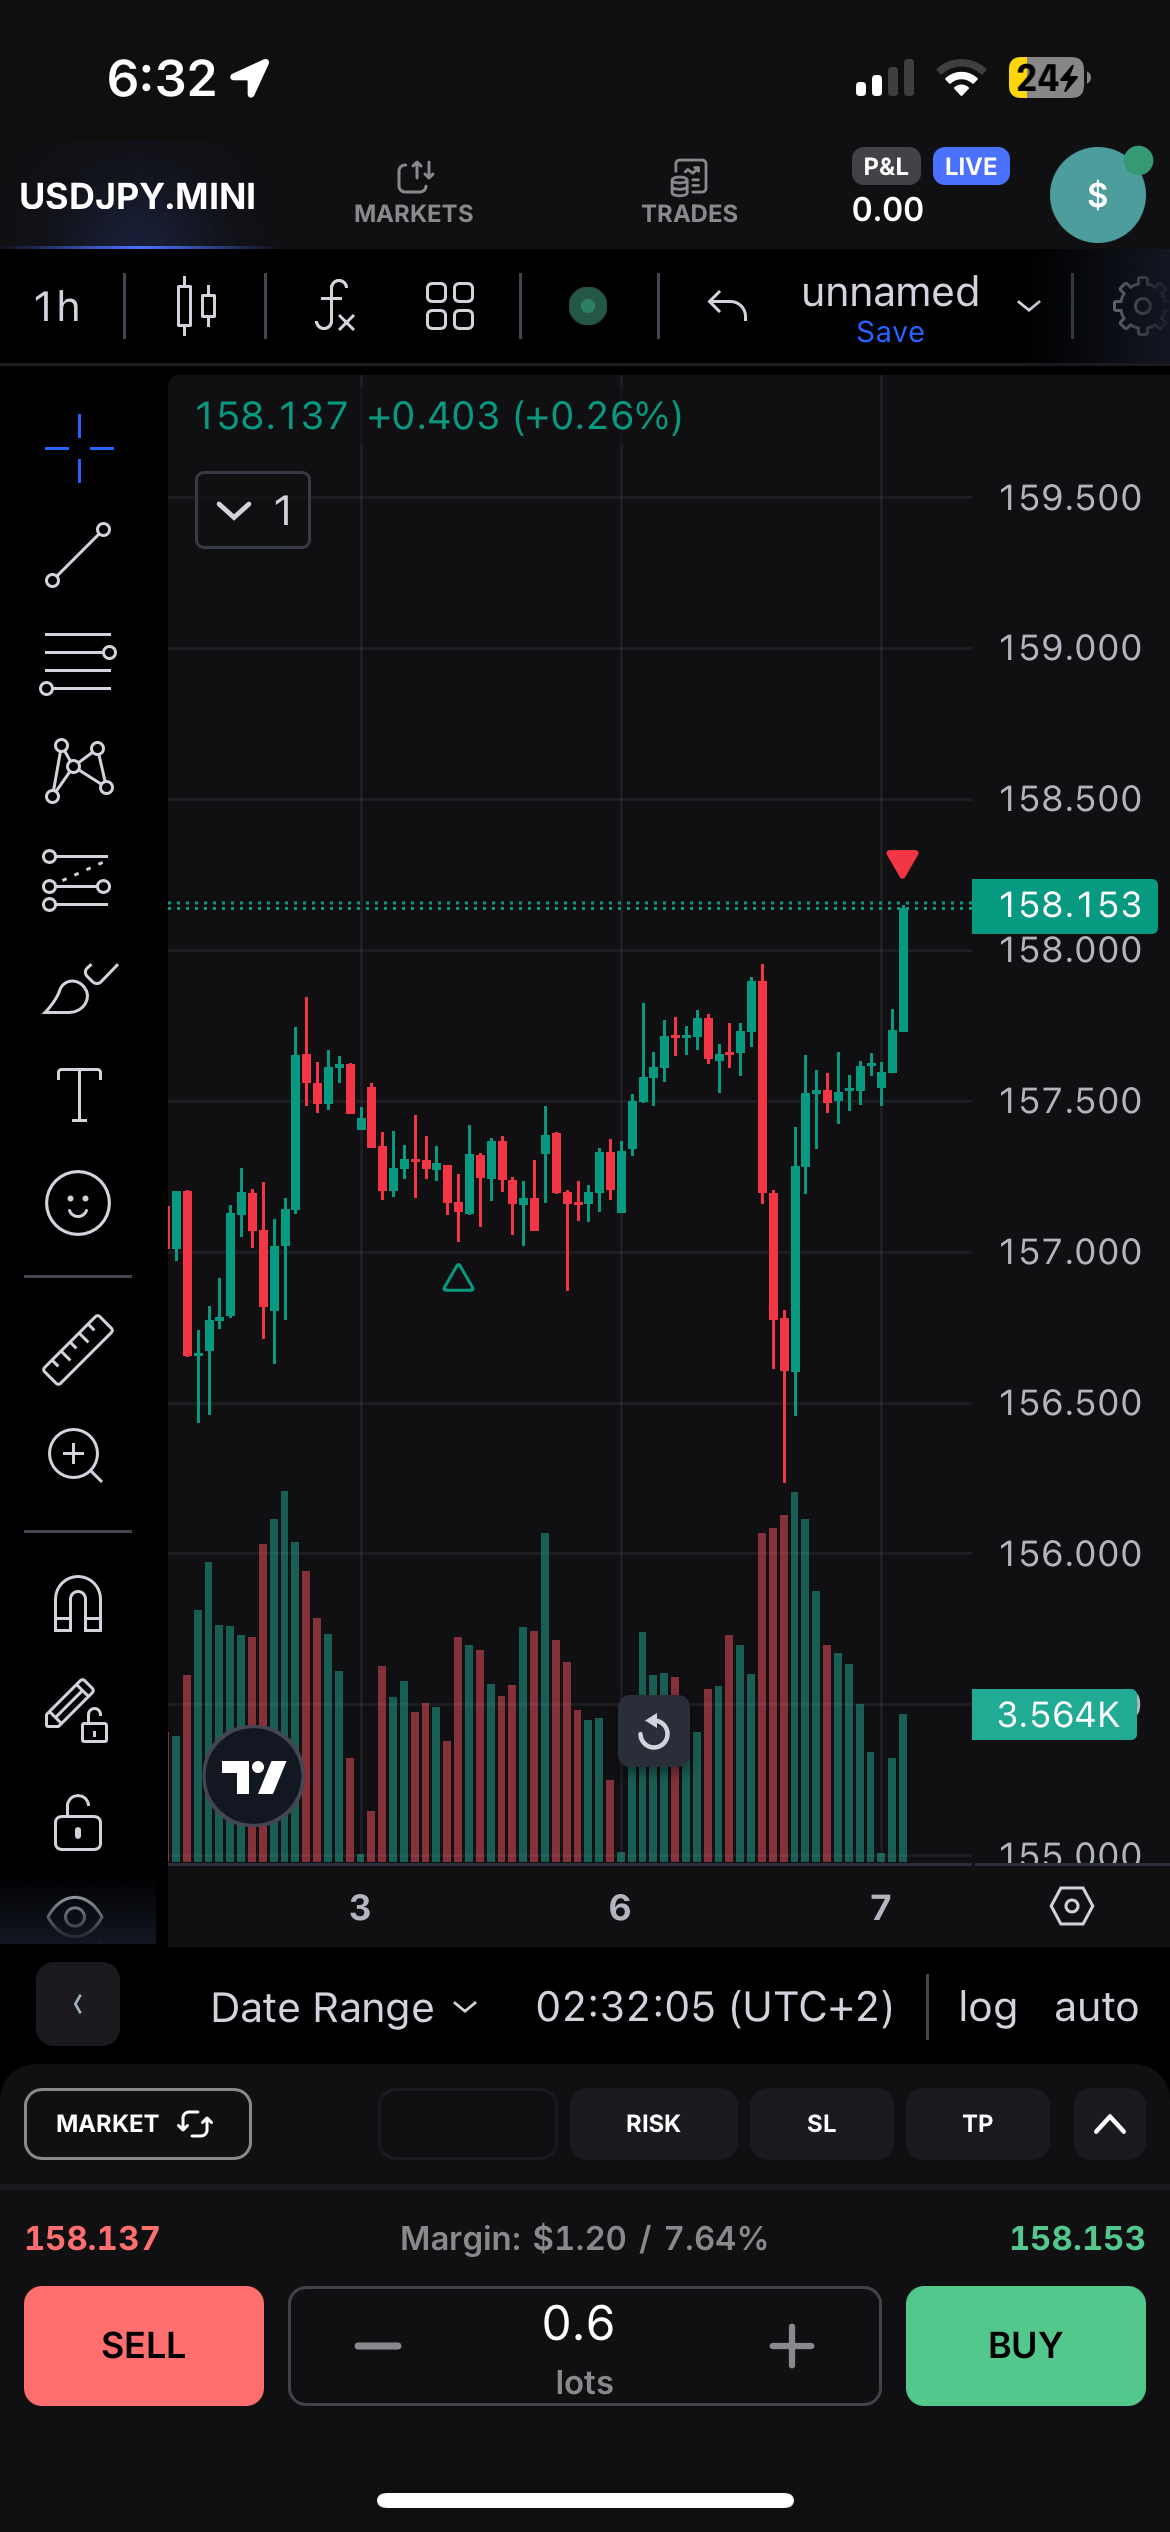 6:32
24
USDJPY.MINI
MARKETS
TRADES
P&L
LIVE
0.00
$
1h
unnamed
Save
158.137 +0.403 (+0.26%)
1
159.500
159.000
158.500
158.153
158.000
157.500
157.000
156.500
156.000
3.564K
155.000
3 6 7
Date Range
02:32:05 (UTC+2)
log
auto
MARKET
RISK
SL
TP
158.137
Margin: $1.20 / 7.64%
158.153
SELL
0.6
lots
BUY